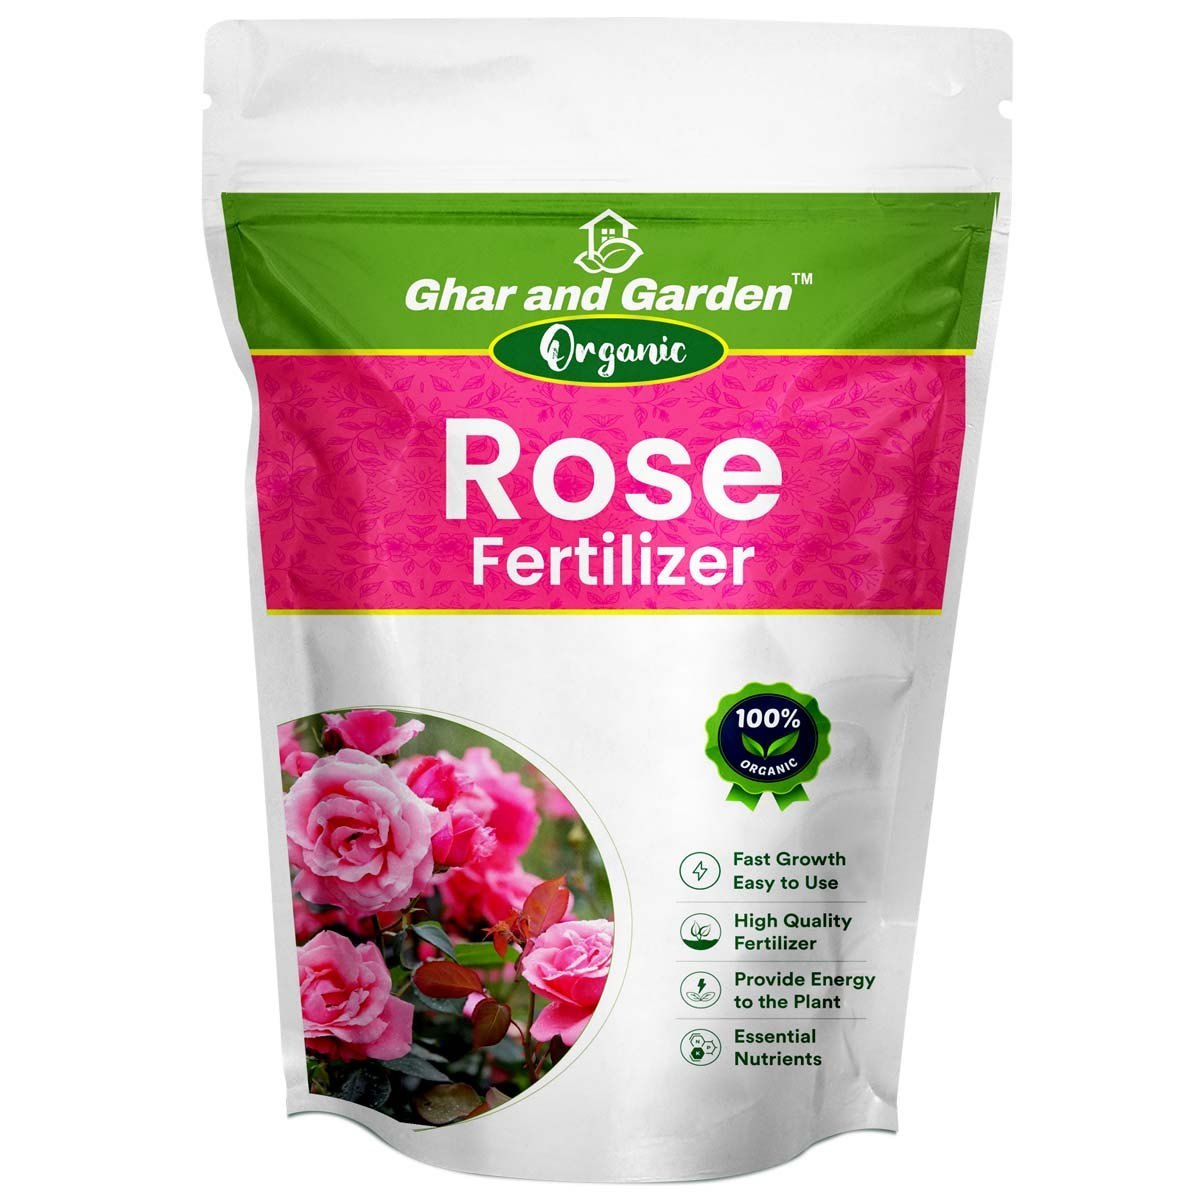 Ghar and Garden™
Organic
Rose
Fertilizer
100%
ORGANIC
Fast Growth
Easy to Use
High Quality
Fertilizer
Provide Energy
to the Plant
N P
K
Essential
Nutrients